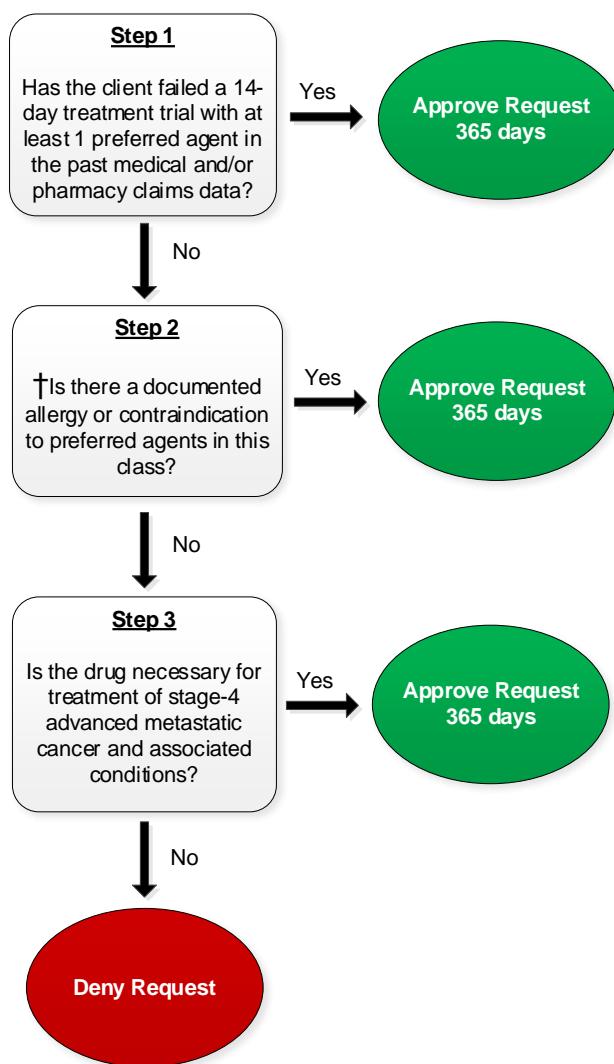 Step 1
Has the client failed a 14-
day treatment trial with at
least 1 preferred agent in
the past medical and/or
pharmacy claims data?
Yes
Approve Request
365 days
No
Step 2
†Is there a documented
allergy or contraindication
to preferred agents in this
class?
Yes
Approve Request
365 days
No
Step 3
Is the drug necessary for
treatment of stage-4
advanced metastatic
cancer and associated
conditions?
Yes
Approve Request
365 days
No
Deny Request